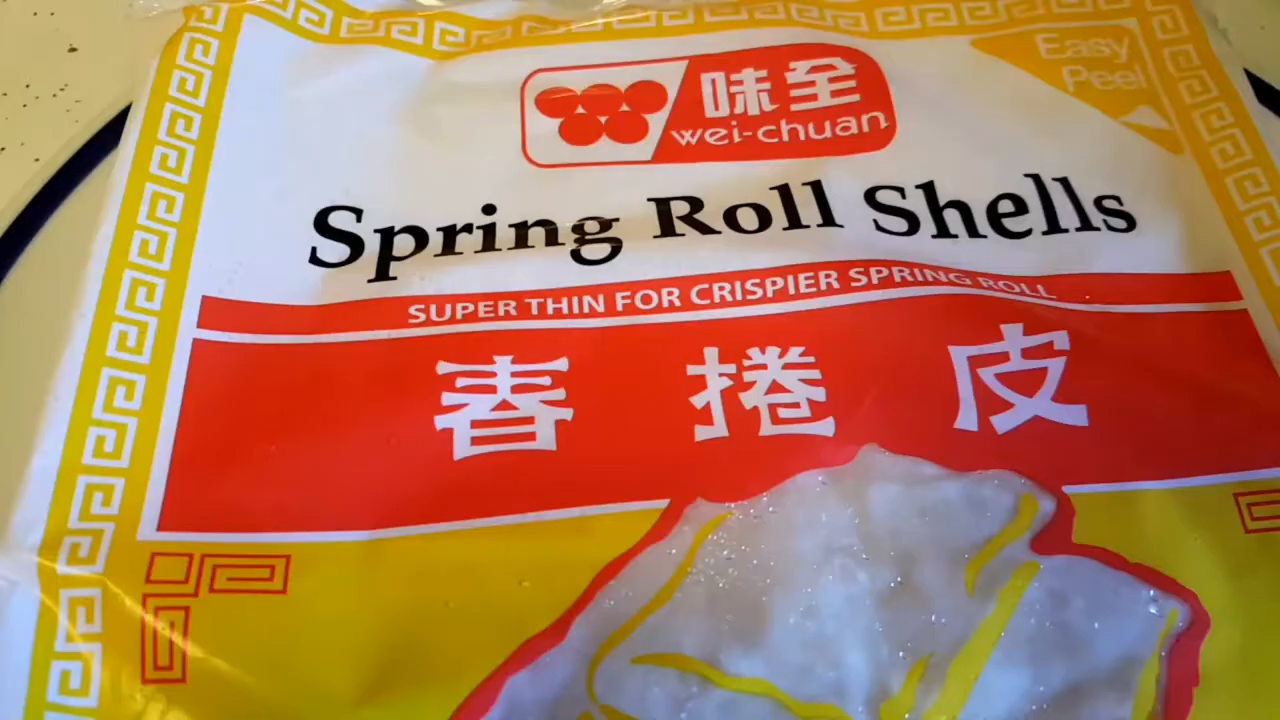 味全
wei-chuan
Easy
Peel
Spring Roll Shells
SUPER THIN FOR CRISPIER SPRING ROLL
春捲皮